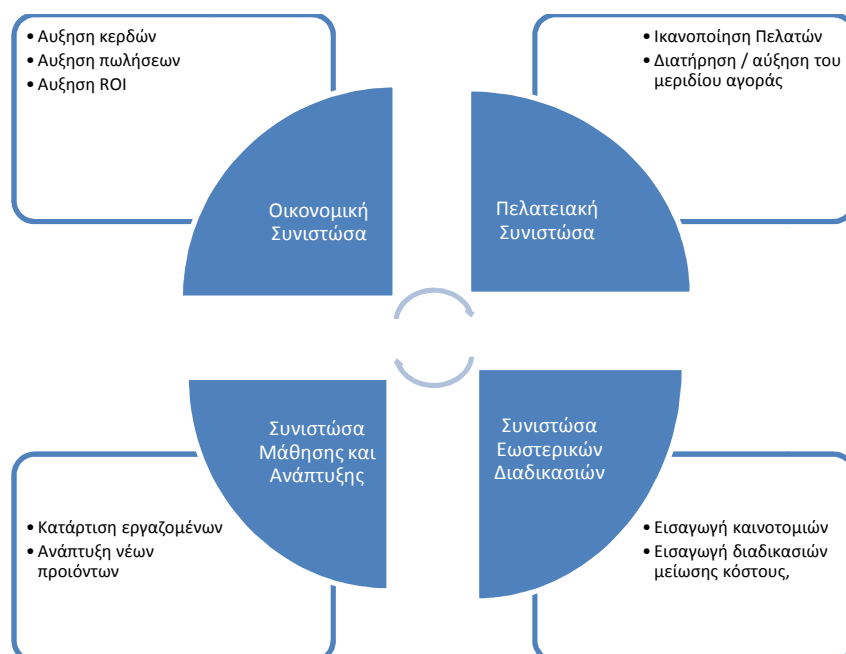 • Αυξηση κερδών
• Αυξηση πωλήσεων
• Αυξηση ROI
• Ικανοποίηση Πελατών
• Διατήρηση / αύξηση του
μεριδίου αγοράς
Οικονομική
Συνιστώσα
Πελατειακή
Συνιστώσα
Συνιστώσα
Μάθησης και
Ανάπτυξης
Συνιστώσα
Εωστερικών
Διαδικασιών
• Κατάρτιση εργαζομένων
• Ανάπτυξη νέων
προιόντων
• Εισαγωγή καινοτομιών
• Εισαγωγή διαδικασιών
μείωσης κόστους,